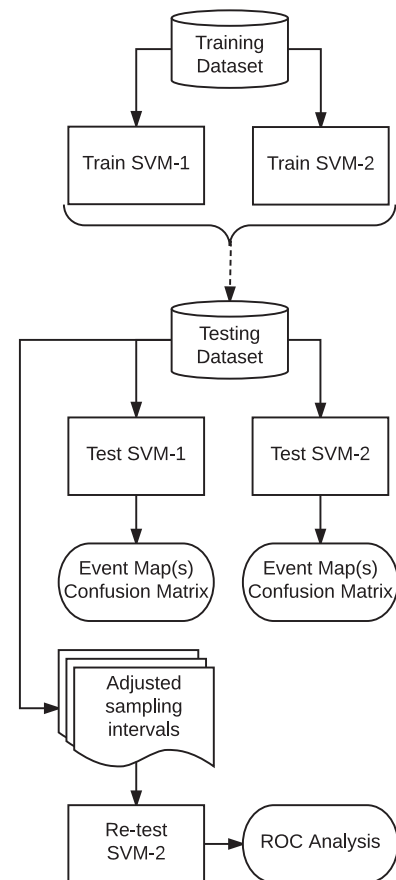 Training
Dataset
Train SVM-1
Train SVM-2
Testing
Dataset
Test SVM-1
Test SVM-2
Event Map(s)
Confusion Matrix
Event Map(s)
Confusion Matrix
Adjusted
sampling
intervals
Re-test
SVM-2
ROC Analysis